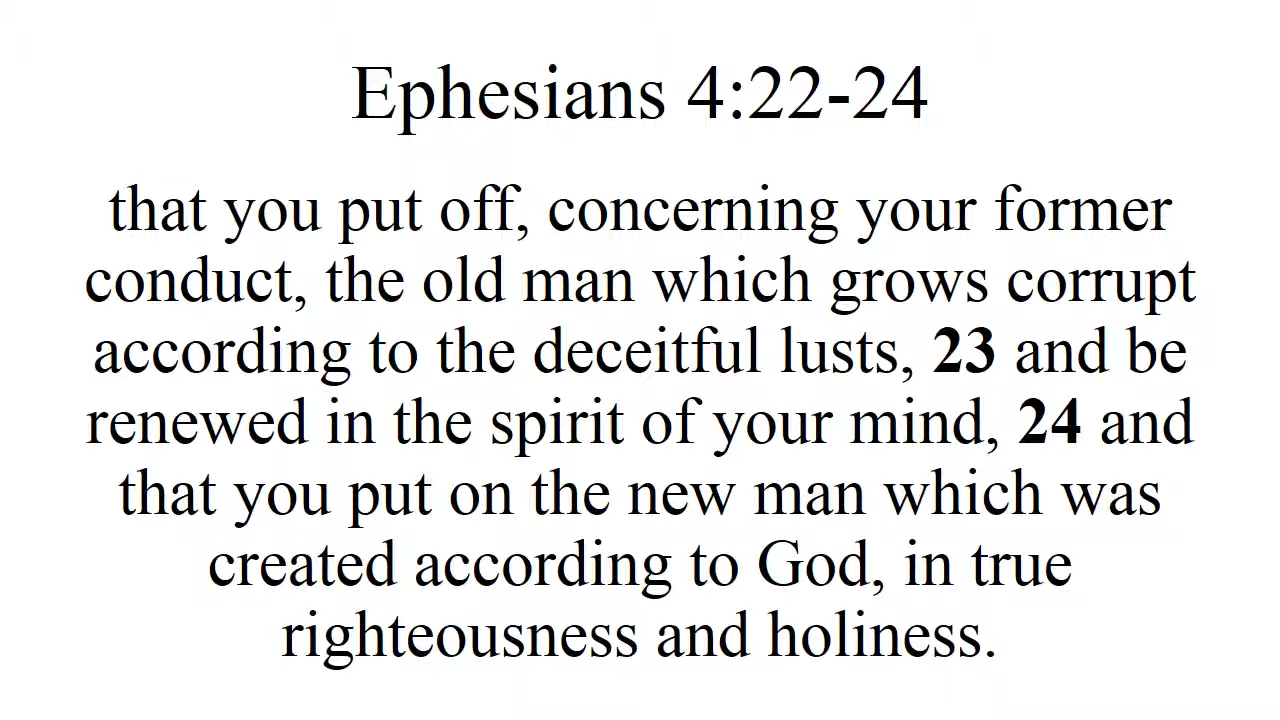 Ephesians 4:22-24
that you put off, concerning your former
conduct, the old man which grows corrupt
according to the deceitful lusts, 23 and be
renewed in the spirit of your mind, 24 and
that you put on the new man which was
created according to God, in true
righteousness and holiness.